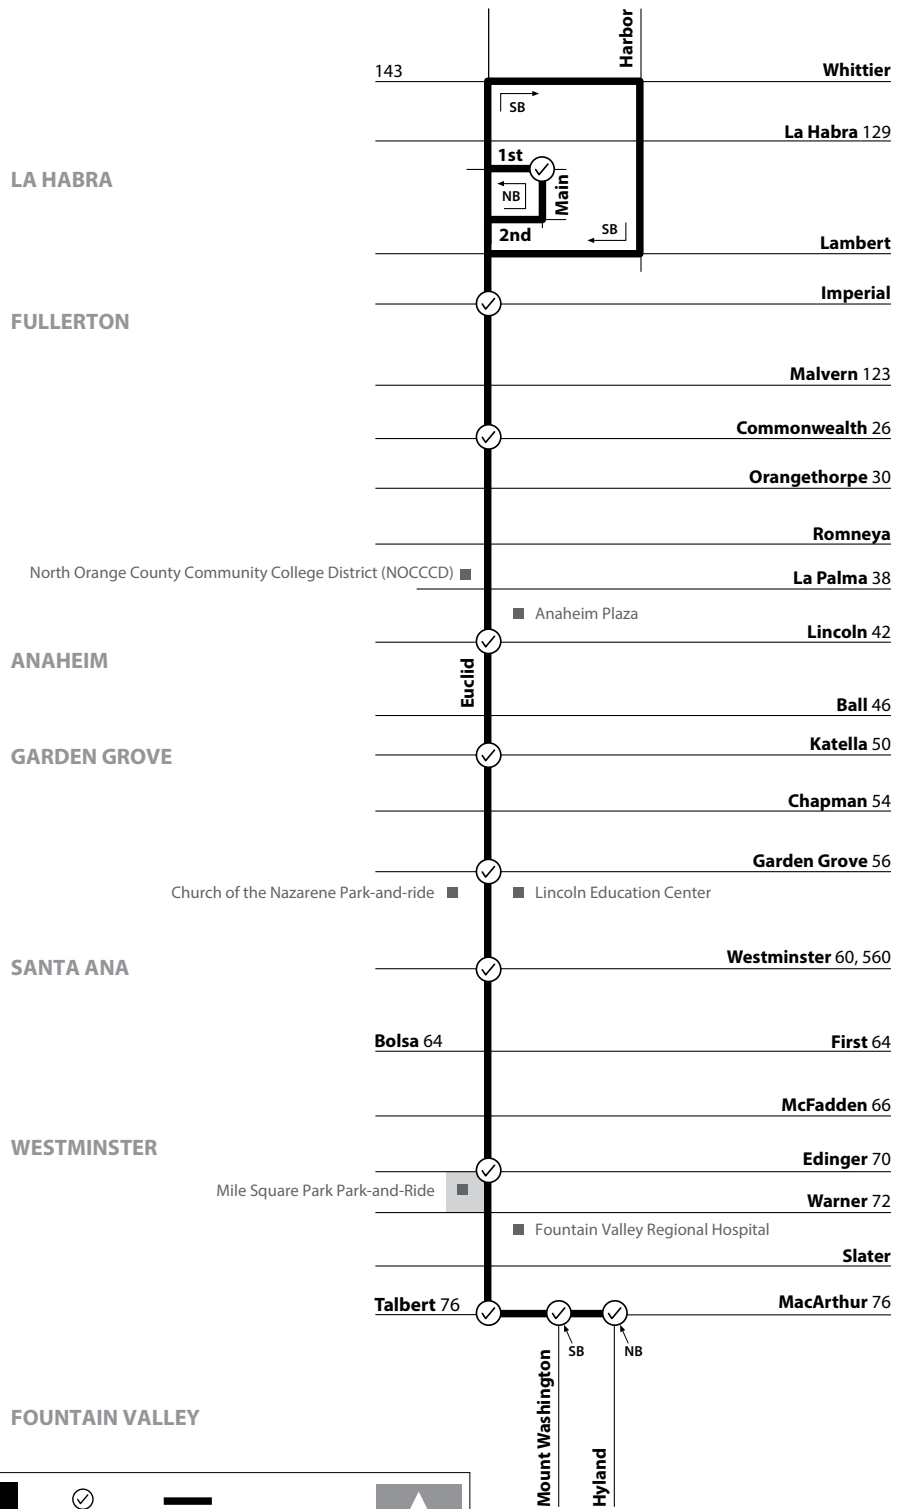 Harbor
143
Whittier
SB
La Habra 129
1st
LA HABRA
Main
NB
2nd
SB
Lambert
Imperial
FULLERTON
Malvern 123
Commonwealth 26
Orangethorpe 30
Romneya
North Orange County Community College District (NOCCCD)
La Palma 38
Anaheim Plaza
Lincoln 42
ANAHEIM
Euclid
Ball 46
Katella 50
GARDEN GROVE
Chapman 54
Garden Grove 56
Church of the Nazarene Park-and-ride
Lincoln Education Center
Westminster 60, 560
SANTA ANA
Bolsa 64
First 64
McFadden 66
WESTMINSTER
Edinger 70
Mile Square Park Park-and-Ride
Warner 72
Fountain Valley Regional Hospital
Slater
Talbert 76
MacArthur 76
SB
NB
Mount Washington
Hyland
FOUNTAIN VALLEY